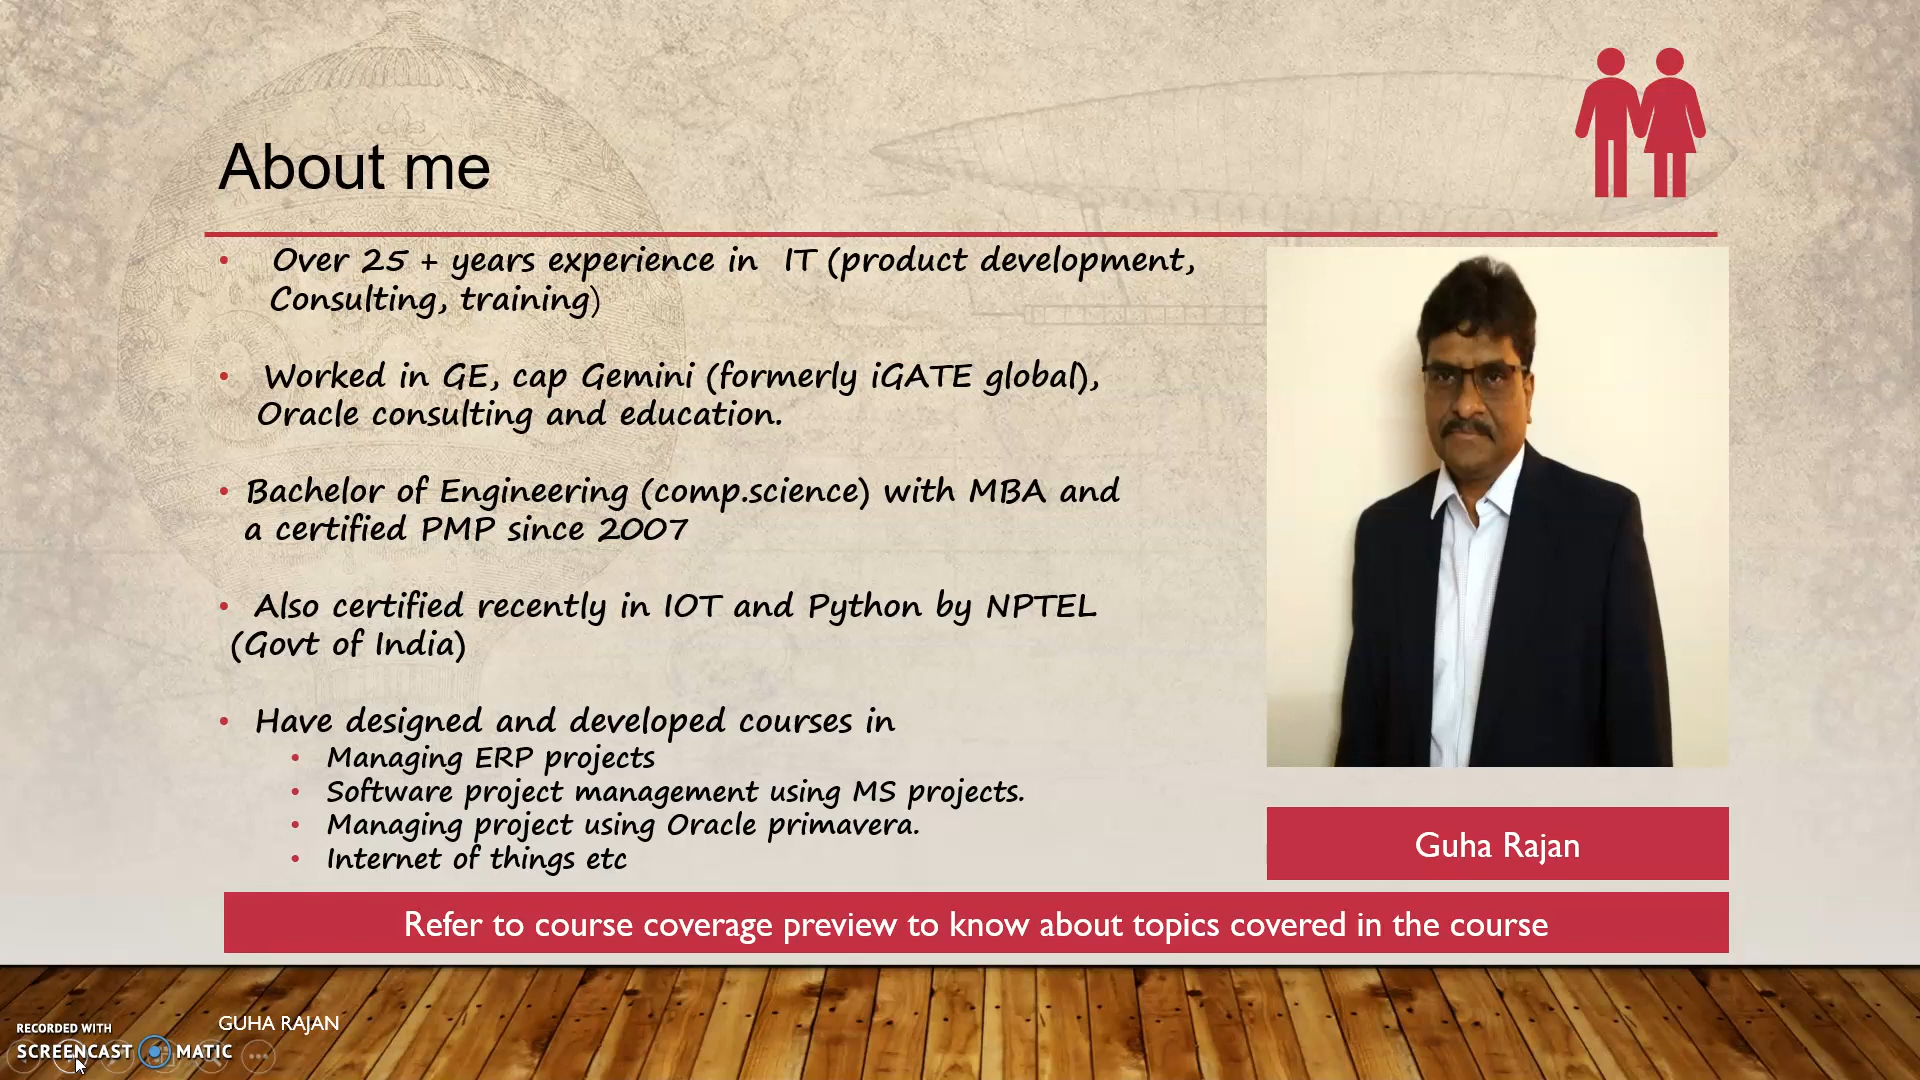 About me
Over 25 + years experience in IT (product development,
Consulting, training)
Worked in GE, cap Gemini (formerly iGATE global),
Oracle consulting and education.
Bachelor of Engineering (comp.science) with MBA and
a certified PMP since 2007
Also certified recently in IOT and Python by NPTEL
(Govt of India)
Have designed and developed courses in
Managing ERP projects
Software project management using MS projects.
Managing project using Oracle primavera.
Internet of things etc
Guha Rajan
Refer to course coverage preview to know about topics covered in the course
GUHA RAJAN
RECORDED WITH
SCREENCAST MATIC